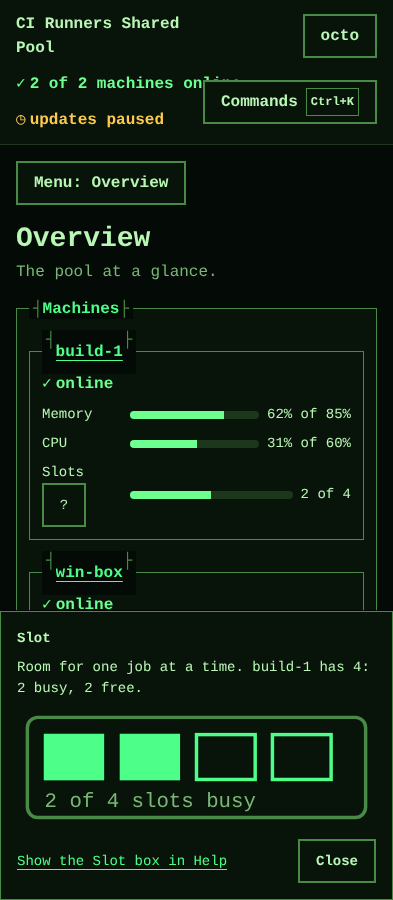 CI Runners Shared
Pool
octo
✓ 2 of 2 machines online
Commands Ctrl+K
updates paused
Menu: Overview
Overview
The pool at a glance.
Machines
build-1
✓ online
Memory 62% of 85%
CPU 31% of 60%
Slots
? 2 of 4
win-box
✓ online
Slot
Room for one job at a time. build-1 has 4:
2 busy, 2 free.
2 of 4 slots busy
Show the Slot box in Help
Close